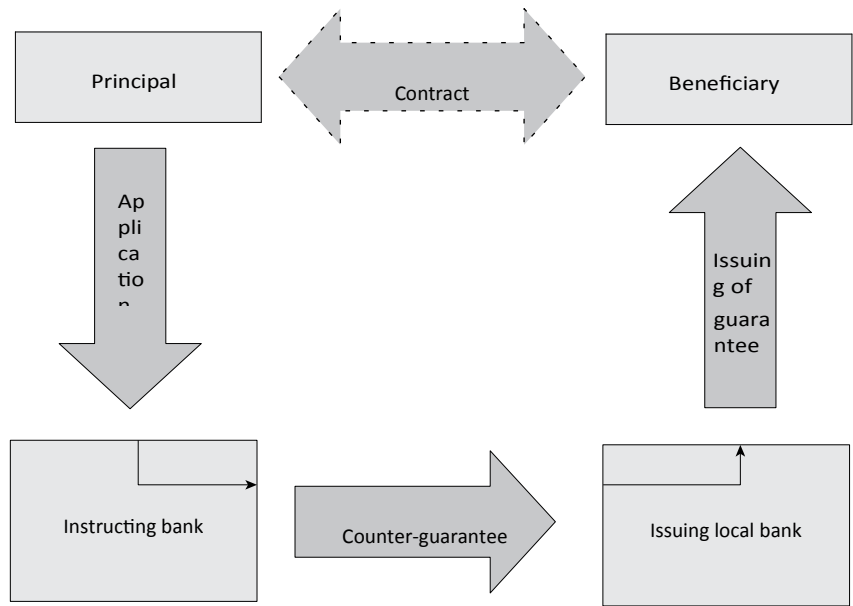 Principal
Contract
Beneficiary
Ap
pli
ca
tio
n
Issuin
g of
guara
ntee
Instructing bank
Counter-guarantee
Issuing local bank